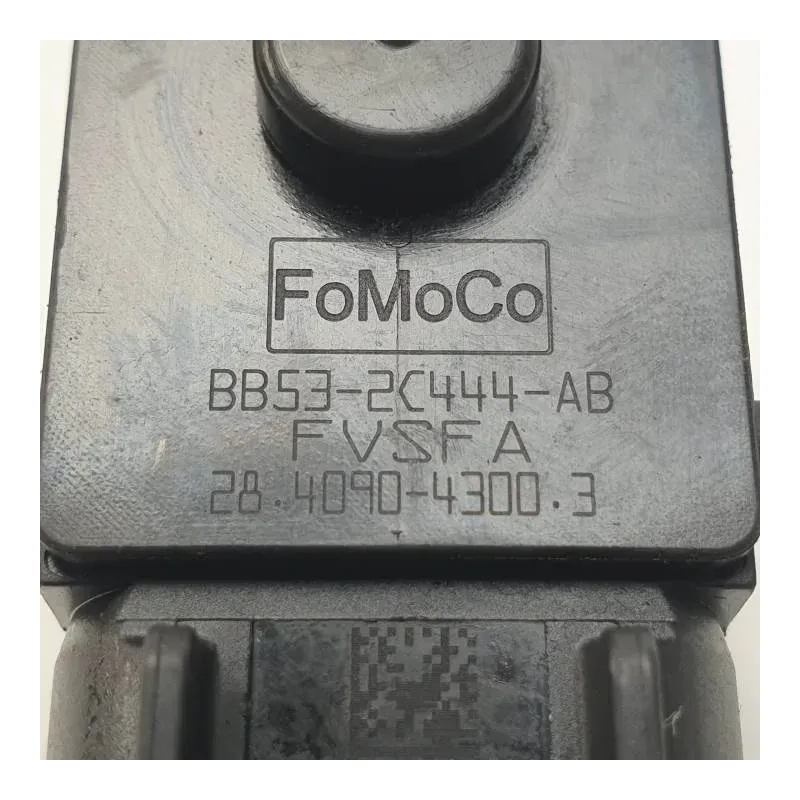 FoMoCo
BB53-2C444-AB
FVSFA
28.4090-4300.3